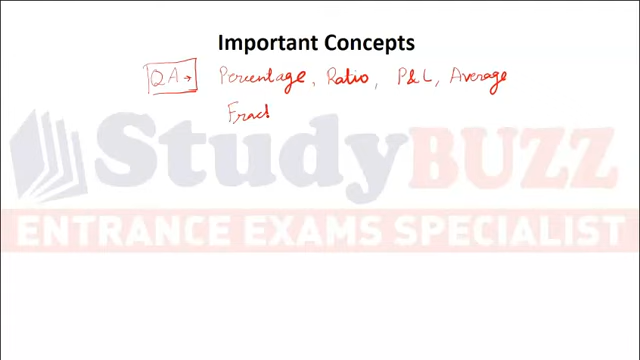 Important Concepts
QA → Percentage, Ratio, P&L, Average
Fract
StudyBUZZ
ENTRANCE EXAMS SPECIALIST